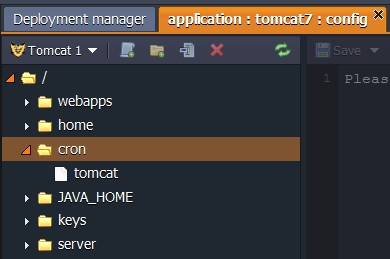 Deployment manager
application : tomcat7 : config
Tomcat 1
Save
/
1 Pleas
webapps
home
cron
tomcat
JAVA_HOME
keys
server